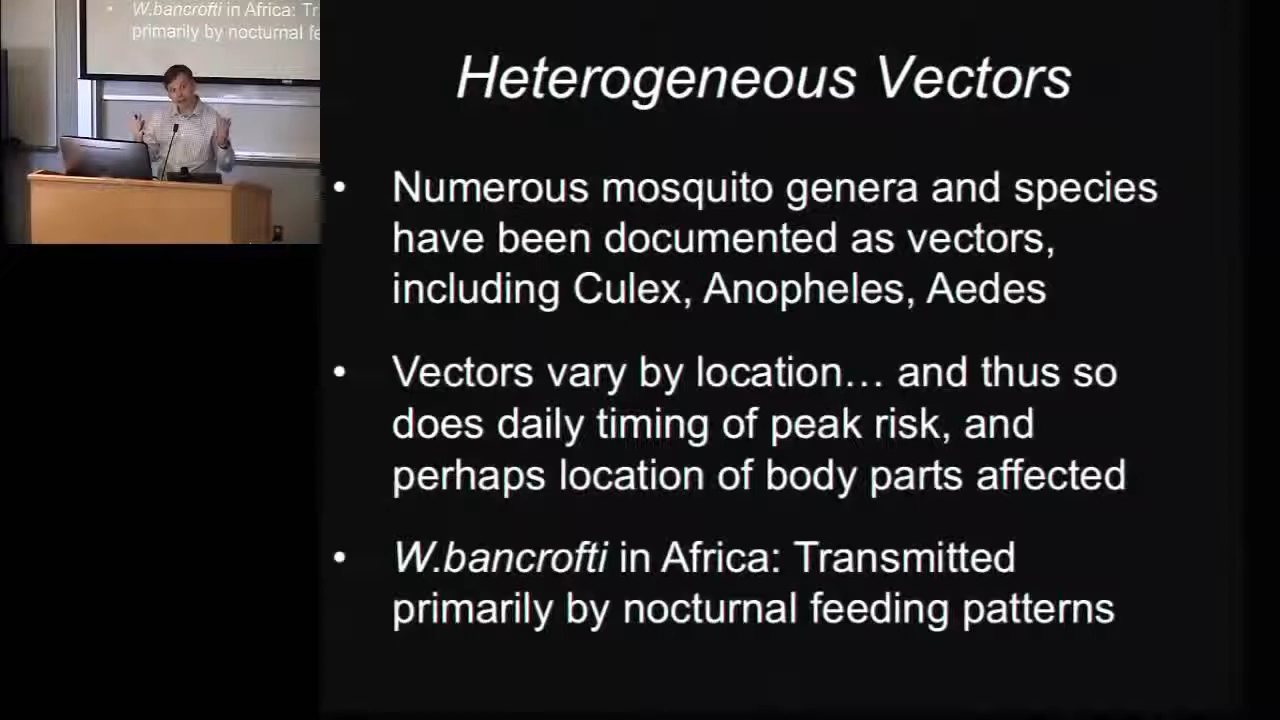 W.bancrofti in Africa: Tr
primarily by nocturnal fe
Heterogeneous Vectors
• Numerous mosquito genera and species
have been documented as vectors,
including Culex, Anopheles, Aedes
• Vectors vary by location… and thus so
does daily timing of peak risk, and
perhaps location of body parts affected
• W.bancrofti in Africa: Transmitted
primarily by nocturnal feeding patterns